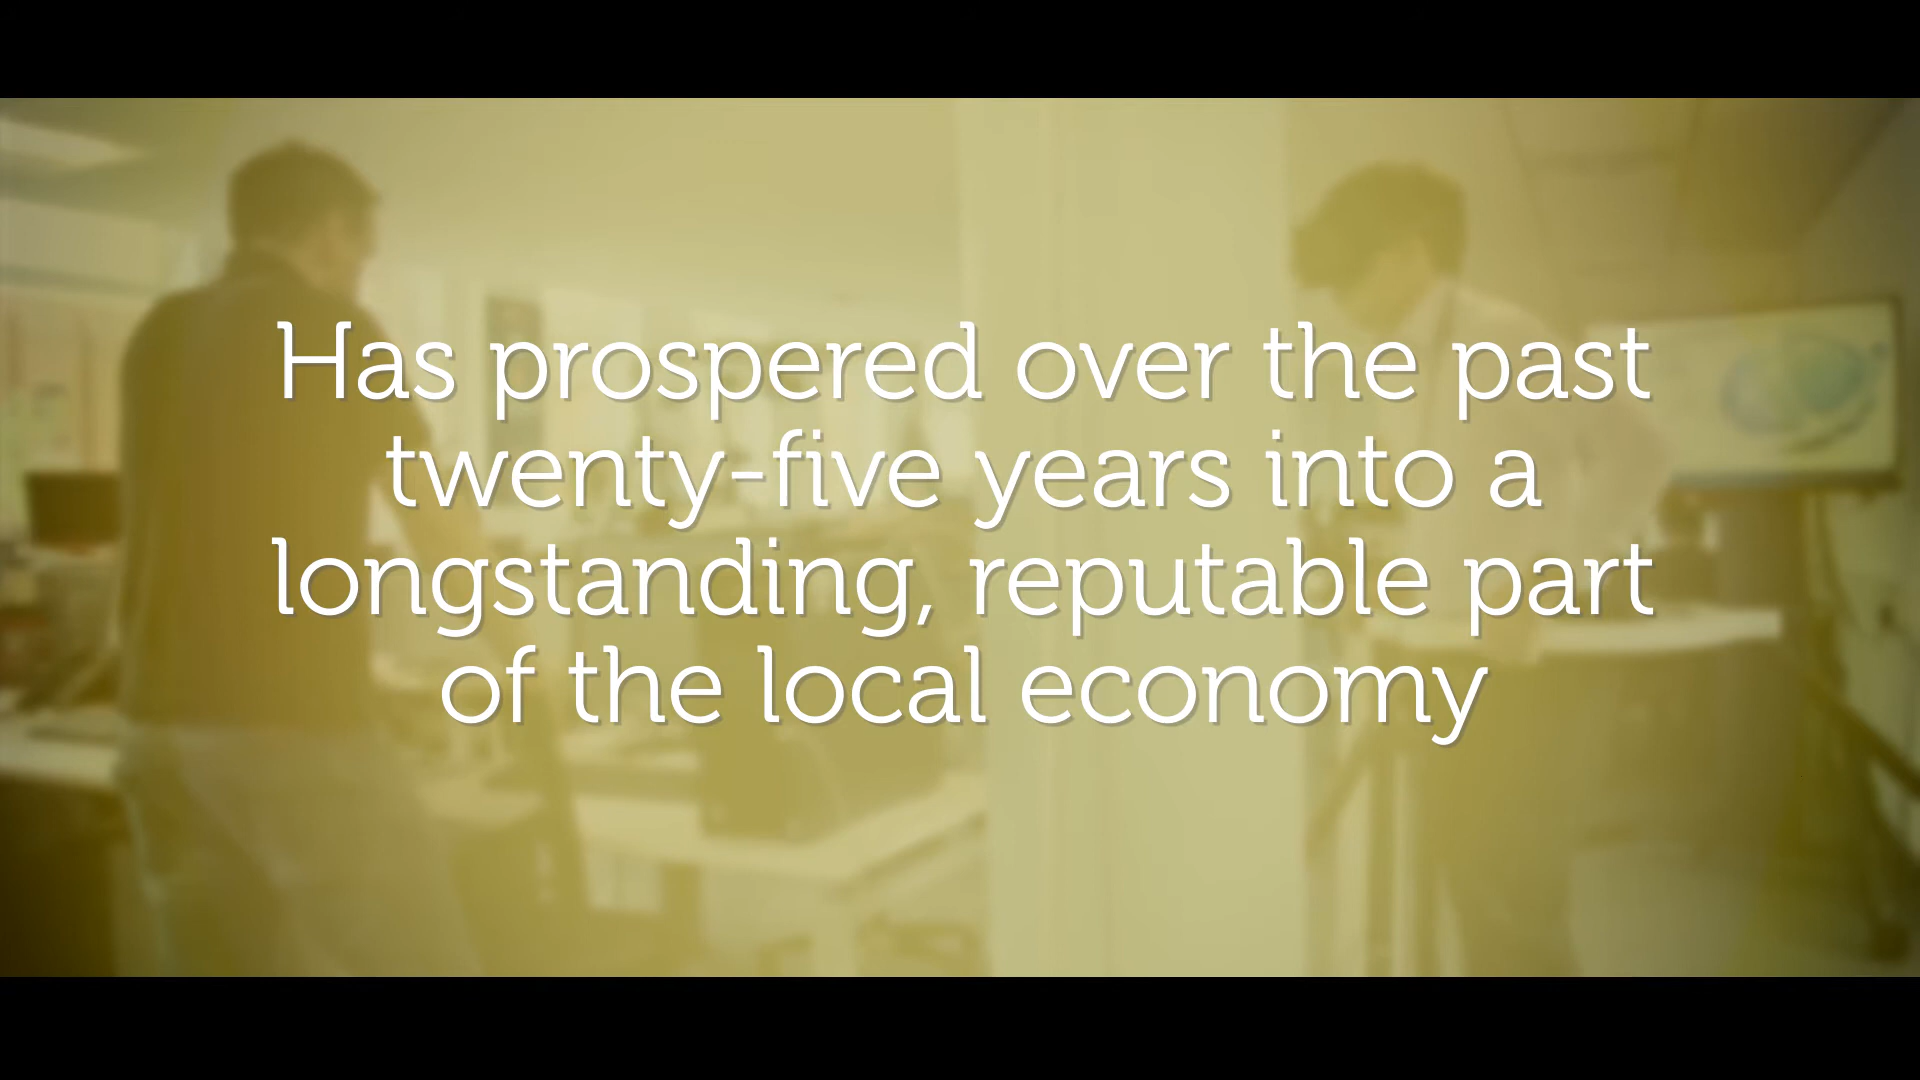 Has prospered over the past
twenty-five years into a
longstanding, reputable part
of the local economy